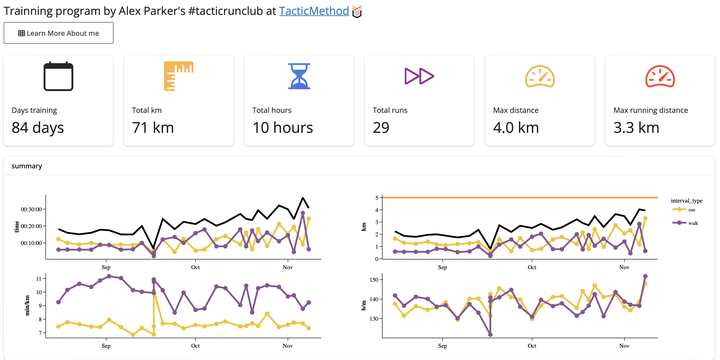 Trainning program by Alex Parker's #tacticrunclub at TacticMethod
Learn More About me
Days training
84 days
Total km
71 km
Total hours
10 hours
Total runs
29
Max distance
4.0 km
Max running distance
3.3 km
summary
time
00:30:00
00:20:00
00:10:00
Sep
Oct
Nov
km
5
4
3
2
1
0
Sep
Oct
Nov
interval_type
run
walk
min/km
11
10
9
8
7
Sep
Oct
Nov
b/m
150
140
130
Sep
Oct
Nov